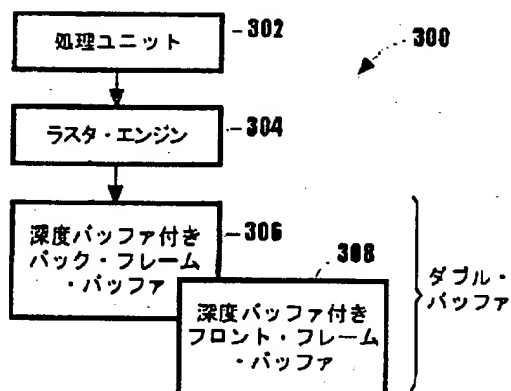 処理ユニット
302
300
ラスタ・エンジン
304
深度バッファ付き
バック・フレーム
・バッファ
306
308
深度バッファ付き
フロント・フレーム
・バッファ
ダブル・
バッファ